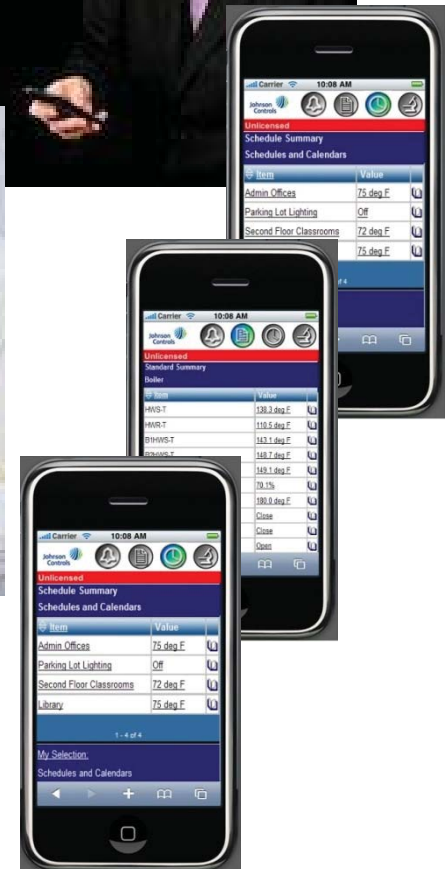 Carrier 10:08 AM
Johnson Controls
Unlicensed
Schedule Summary
Schedules and Calendars
Item Value
Admin Offices 75 deg F
Parking Lot Lighting Off
Second Floor Classrooms 72 deg F
75 deg F
of 4
Carrier 10:08 AM
Johnson Controls
Unlicensed
Standard Summary
Boiler
Item Value
HWS-T 138.3 deg F
HWR-T 110.5 deg F
B1HWS-T 143.1 deg F
B2HWS-T 148.7 deg F
149.1 deg F
70.1%
180.0 deg F
Close
Close
Open
Carrier 10:08 AM
Johnson Controls
Unlicensed
Schedule Summary
Schedules and Calendars
Item Value
Admin Offices 75 deg F
Parking Lot Lighting Off
Second Floor Classrooms 72 deg F
Library 75 deg F
1 - 4 of 4
My Selection:
Schedules and Calendars